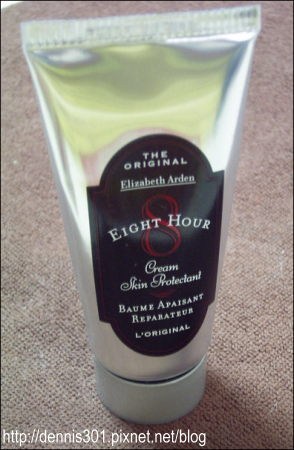 THE
ORIGINAL
Elizabeth Arden
8
EIGHT HOUR
Cream
Skin Protectant
BAUME APAISANT
REPARATEUR
L'ORIGINAL
http://dennis301.pixnet.net/blog